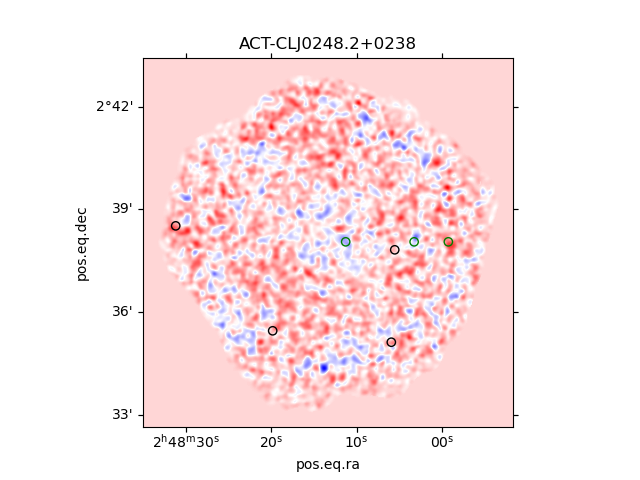 ACT-CLJ0248.2+0238
2°42'
39'
36'
33'
pos.eq.dec
2ʰ48ᵐ30ˢ 20ˢ 10ˢ 00ˢ
pos.eq.ra